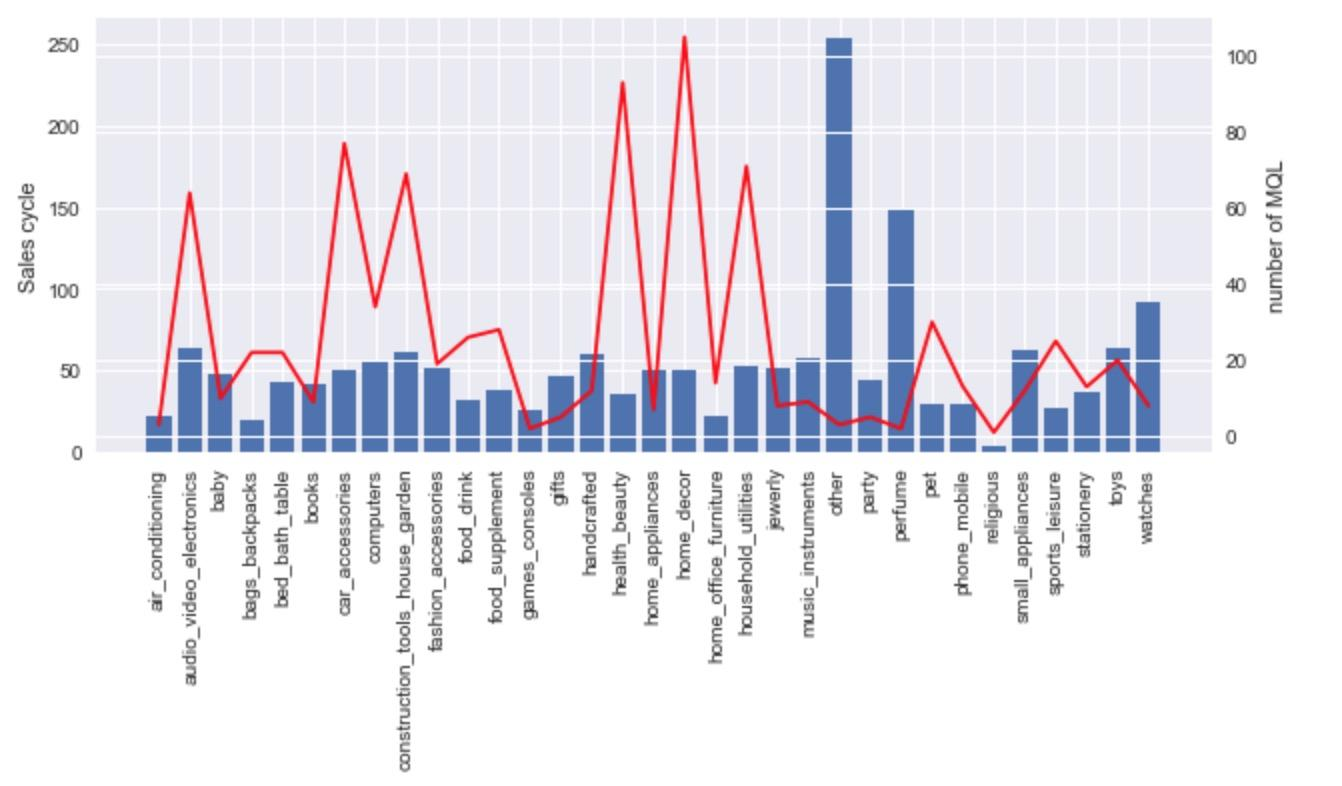 Sales cycle
250
200
150
100
50
0
100
80
60
40
20
0
number of MQL
air_conditioning
audio_video_electronics
baby
bags_backpacks
bed_bath_table
books
car_accessories
computers
construction_tools_house_garden
fashion_accessories
food_drink
food_supplement
games_consoles
gifts
handcrafted
health_beauty
home_appliances
home_decor
home_office_furniture
household_utilities
jewerly
music_instruments
other
party
perfume
pet
phone_mobile
religious
small_appliances
sports_leisure
stationery
toys
watches